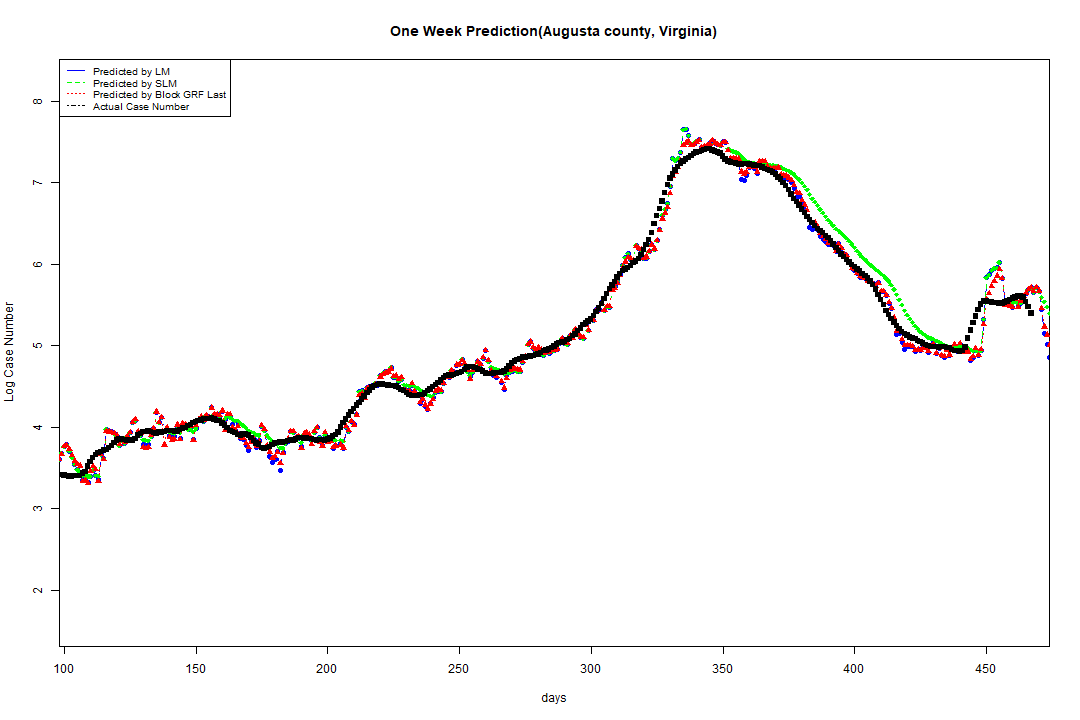 One Week Prediction(Augusta county, Virginia)
Predicted by LM
Predicted by SLM
Predicted by Block GRF Last
Actual Case Number
8
7
6
5
4
3
2
Log Case Number
100 150 200 250 300 350 400 450
days